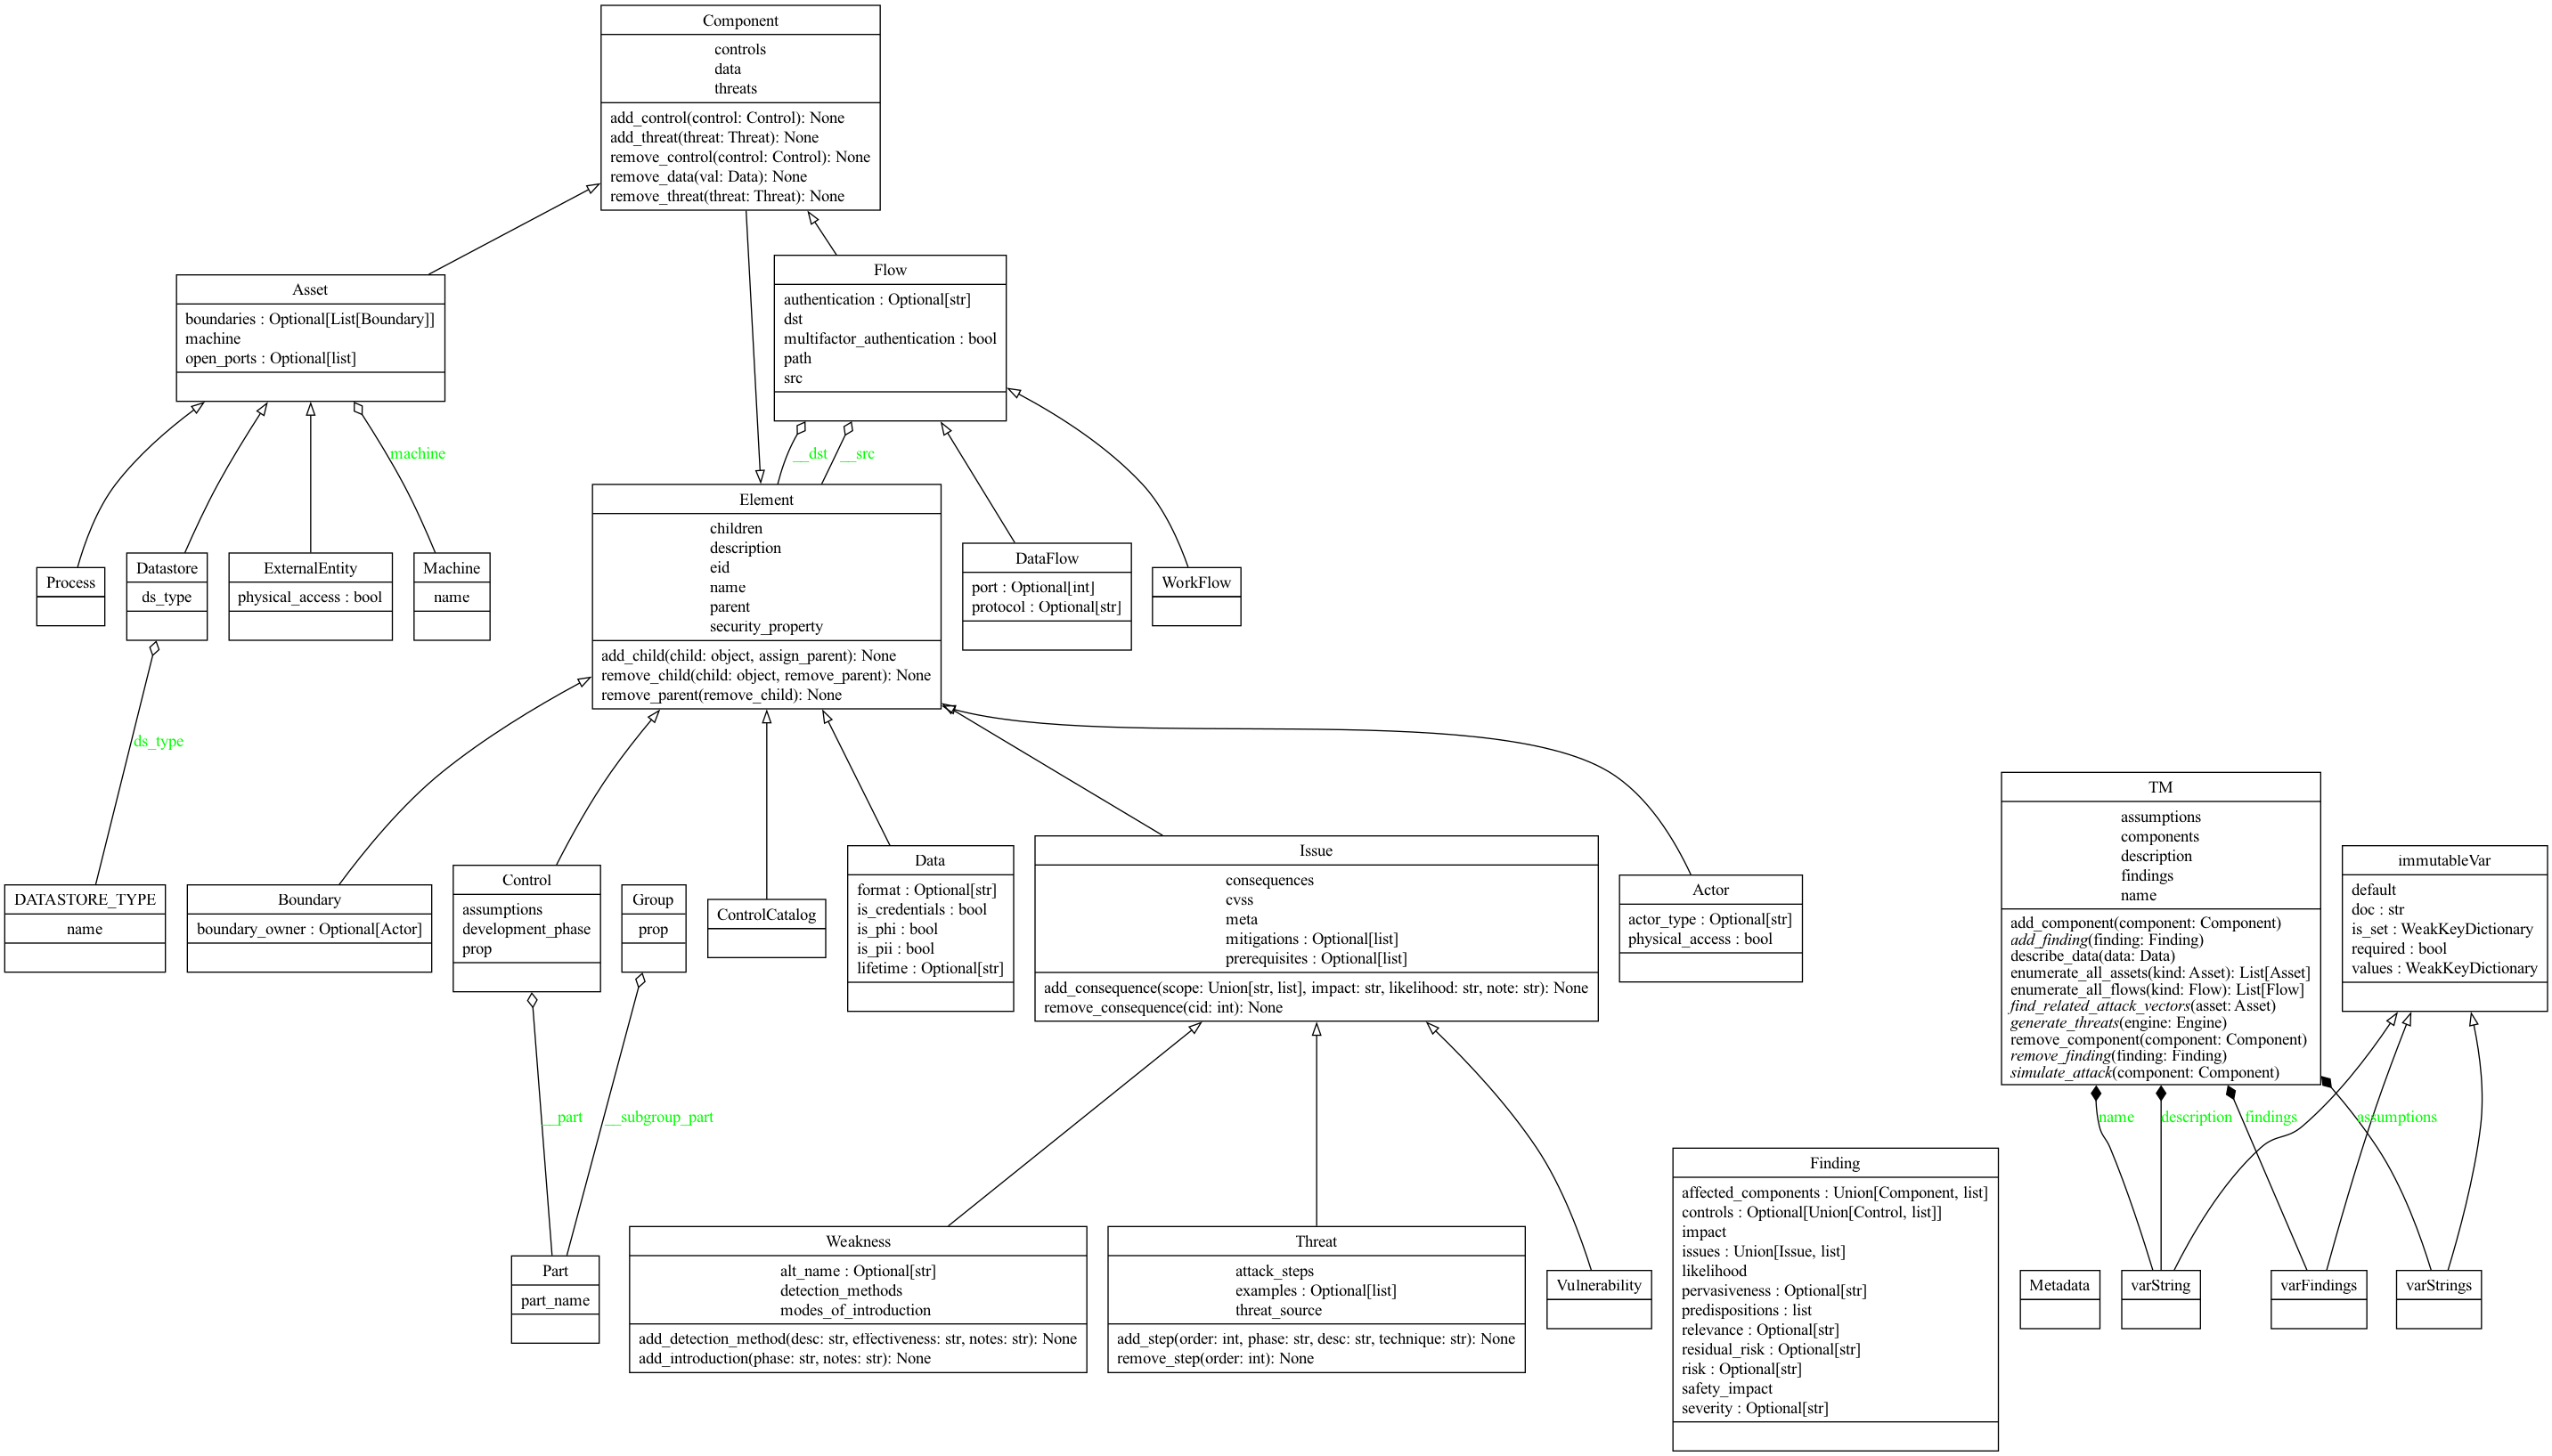 Component
controls
data
threats
add_control(control: Control): None
add_threat(threat: Threat): None
remove_control(control: Control): None
remove_data(val: Data): None
remove_threat(threat: Threat): None
Asset
boundaries : Optional[List[Boundary]]
machine
open_ports : Optional[list]
Flow
authentication : Optional[str]
dst
multifactor_authentication : bool
path
src
machine
__dst
__src
Process
Datastore
ds_type
ExternalEntity
physical_access : bool
Machine
name
Element
children
description
eid
name
parent
security_property
add_child(child: object, assign_parent): None
remove_child(child: object, remove_parent): None
remove_parent(remove_child): None
DataFlow
port : Optional[int]
protocol : Optional[str]
WorkFlow
ds_type
DATASTORE_TYPE
name
Boundary
boundary_owner : Optional[Actor]
Control
assumptions
development_phase
prop
Group
prop
ControlCatalog
Data
format : Optional[str]
is_credentials : bool
is_phi : bool
is_pii : bool
lifetime : Optional[str]
Issue
consequences
cvss
meta
mitigations : Optional[list]
prerequisites : Optional[list]
add_consequence(scope: Union[str, list], impact: str, likelihood: str, note: str): None
remove_consequence(cid: int): None
Actor
actor_type : Optional[str]
physical_access : bool
TM
assumptions
components
description
findings
name
add_component(component: Component)
add_finding(finding: Finding)
describe_data(data: Data)
enumerate_all_assets(kind: Asset): List[Asset]
enumerate_all_flows(kind: Flow): List[Flow]
find_related_attack_vectors(asset: Asset)
generate_threats(engine: Engine)
remove_component(component: Component)
remove_finding(finding: Finding)
simulate_attack(component: Component)
immutableVar
default
doc : str
is_set : WeakKeyDictionary
required : bool
values : WeakKeyDictionary
__part
__subgroup_part
name
description
findings
assumptions
Part
part_name
Weakness
alt_name : Optional[str]
detection_methods
modes_of_introduction
add_detection_method(desc: str, effectiveness: str, notes: str): None
add_introduction(phase: str, notes: str): None
Threat
attack_steps
examples : Optional[list]
threat_source
add_step(order: int, phase: str, desc: str, technique: str): None
remove_step(order: int): None
Vulnerability
Finding
affected_components : Union[Component, list]
controls : Optional[Union[Control, list]]
impact
issues : Union[Issue, list]
likelihood
pervasiveness : Optional[str]
predispositions : list
relevance : Optional[str]
residual_risk : Optional[str]
risk : Optional[str]
safety_impact
severity : Optional[str]
Metadata
varString
varFindings
varStrings